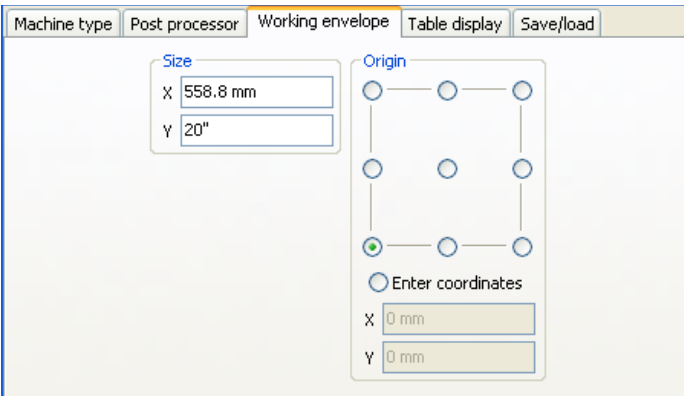 Machine type Post processor Working envelope Table display Save/load
Size
X 558.8 mm
Y 20"
Origin
Enter coordinates
X 0 mm
Y 0 mm